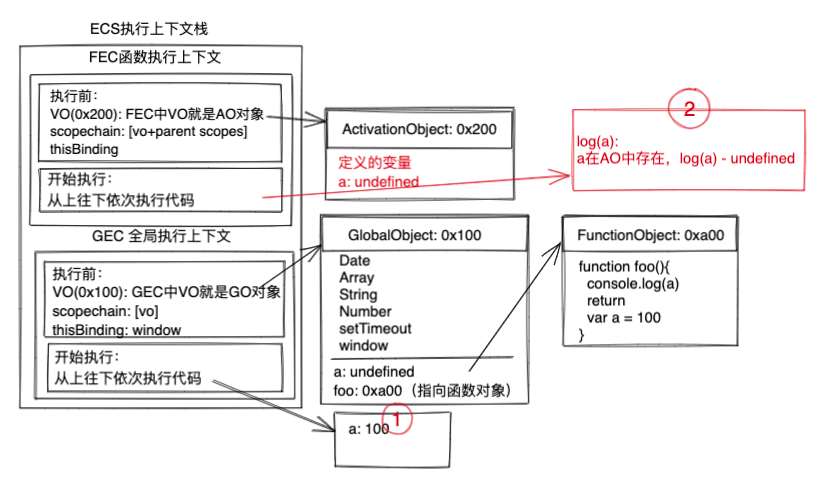 ECS执行上下文栈
FEC函数执行上下文
执行前：
VO(0x200): FEC中VO就是AO对象
scopechain: [vo+parent scopes]
thisBinding
开始执行：
从上往下依次执行代码
ActivationObject: 0x200
定义的变量
a: undefined
2
log(a):
a在AO中存在，log(a) - undefined
GEC 全局执行上下文
执行前：
VO(0x100): GEC中VO就是GO对象
scopechain: [vo]
thisBinding: window
开始执行：
从上往下依次执行代码
GlobalObject: 0x100
Date
Array
String
Number
setTimeout
window
a: undefined
foo: 0xa00（指向函数对象）
FunctionObject: 0xa00
function foo(){
console.log(a)
return
var a = 100
}
1
a: 100